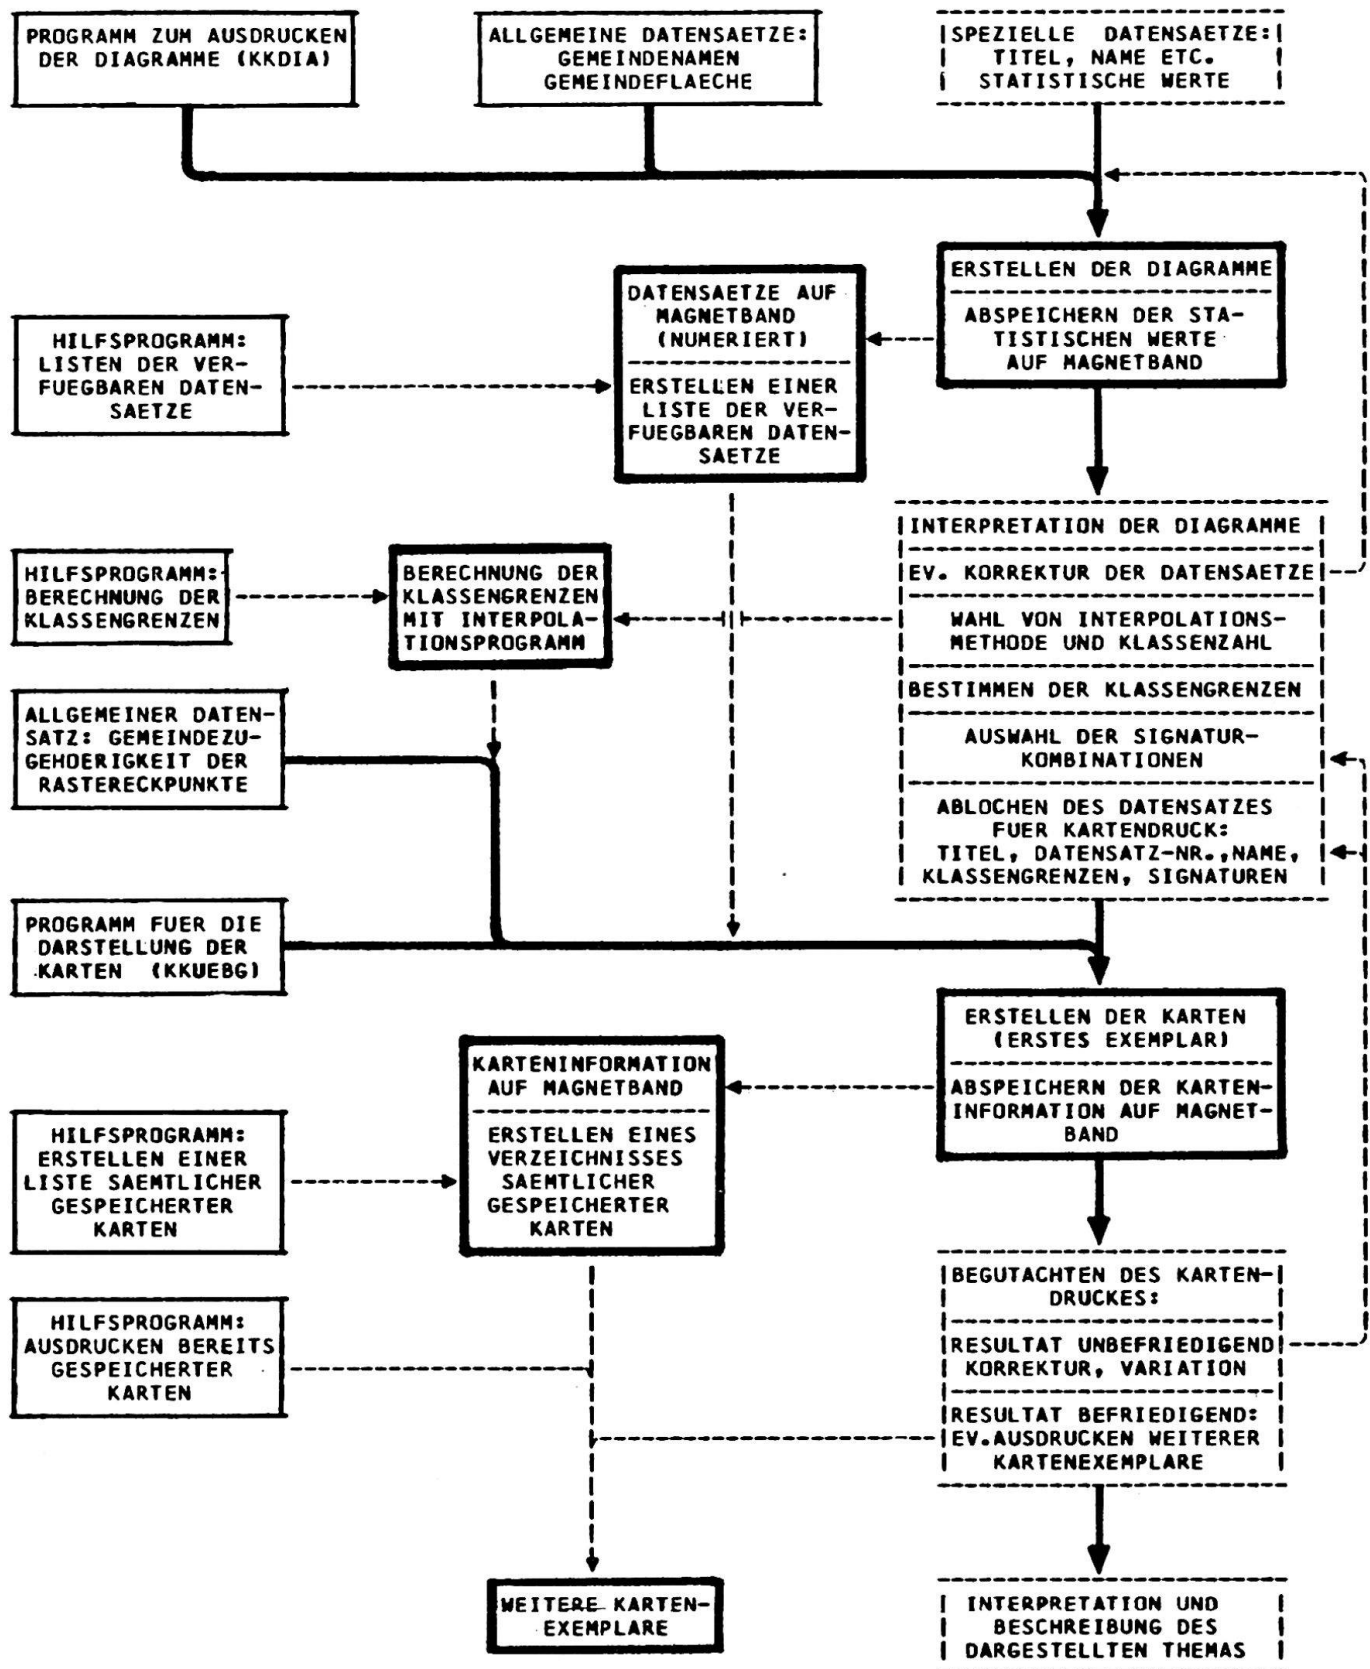 PROGRAMM ZUM AUSDRUCKEN
DER DIAGRAMME (KKDIA)
ALLGEMEINE DATENSAETZE:
GEMEINDENAMEN
GEMEINDEFLAECHE
SPEZIELLE DATENSAETZE:
TITEL, NAME ETC.
STATISTISCHE WERTE
ERSTELLEN DER DIAGRAMME
ABSPEICHERN DER STA-
TISTISCHEN WERTE
AUF MAGNETBAND
DATENSAETZE AUF
MAGNETBAND
(NUMERIERT)
ERSTELLEN EINER
LISTE DER VER-
FUEGBAREN DATEN-
SAETZE
HILFSPROGRAMM:
LISTEN DER VER-
FUEGBAREN DATEN-
SAETZE
INTERPRETATION DER DIAGRAMME
EV. KORREKTUR DER DATENSAETZE
WAHL VON INTERPOLATIONS-
METHODE UND KLASSENZAHL
BESTIMMEN DER KLASSENGRENZEN
AUSWAHL DER SIGNATUR-
KOMBINATIONEN
ABLOCHEN DES DATENSATZES
FUER KARTENDRUCK:
TITEL, DATENSATZ-NR.,NAME,
KLASSENGRENZEN, SIGNATUREN
HILFSPROGRAMM:
BERECHNUNG DER
KLASSENGRENZEN
BERECHNUNG DER
KLASSENGRENZEN
MIT INTERPOLA-
TIONSPROGRAMM
ALLGEMEINER DATEN-
SATZ: GEMEINDEZU-
GEHOERIGKEIT DER
RASTERECKPUNKTE
PROGRAMM FUER DIE
DARSTELLUNG DER
KARTEN (KKUEBG)
ERSTELLEN DER KARTEN
(ERSTES EXEMPLAR)
ABSPEICHERN DER KARTEN-
INFORMATION AUF MAGNET-
BAND
KARTENINFORMATION
AUF MAGNETBAND
ERSTELLEN EINES
VERZEICHNISSES
SAEMTLICHER
GESPEICHERTER
KARTEN
HILFSPROGRAMM:
ERSTELLEN EINER
LISTE SAEMTLICHER
GESPEICHERTER
KARTEN
HILFSPROGRAMM:
AUSDRUCKEN BEREITS
GESPEICHERTER
KARTEN
BEGUTACHTEN DES KARTEN-
DRUCKES:
RESULTAT UNBEFRIEDIGEND
KORREKTUR, VARIATION
RESULTAT BEFRIEDIGEND:
EV.AUSDRUCKEN WEITERER
KARTENEXEMPLARE
WEITERE KARTEN-
EXEMPLARE
INTERPRETATION UND
BESCHREIBUNG DES
DARGESTELLTEN THEMAS